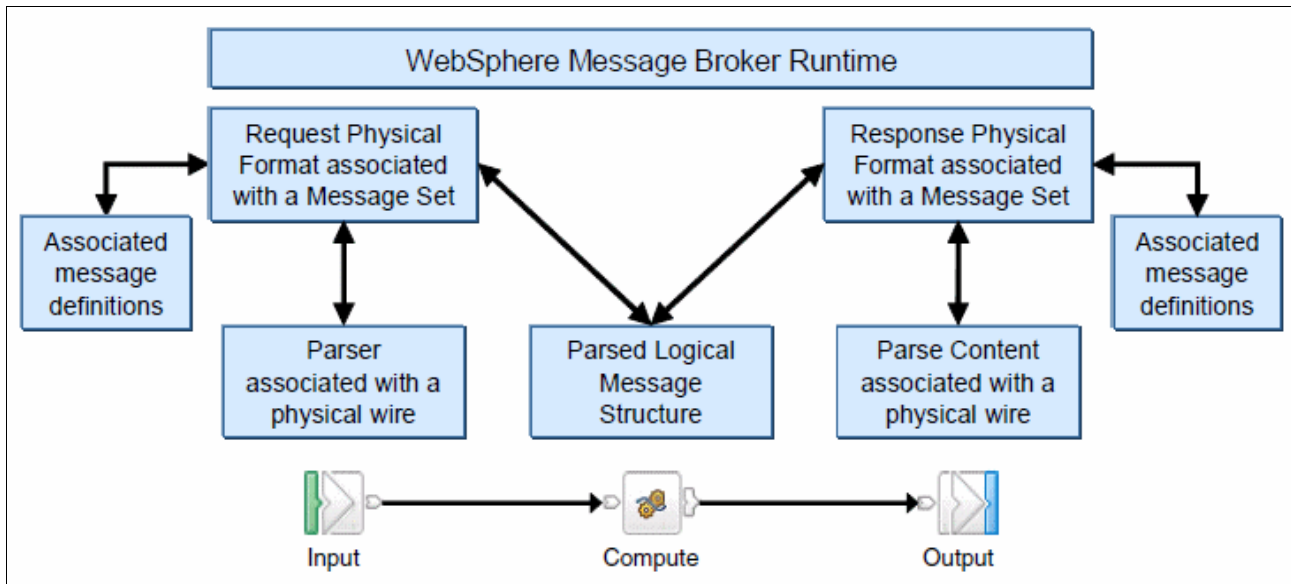 WebSphere Message Broker Runtime
Request Physical
Format associated
with a Message Set
Response Physical
Format associated
with a Message Set
Associated
message
definitions
Associated
message
definitions
Parser
associated with a
physical wire
Parsed Logical
Message
Structure
Parse Content
associated with a
physical wire
Input
Compute
Output